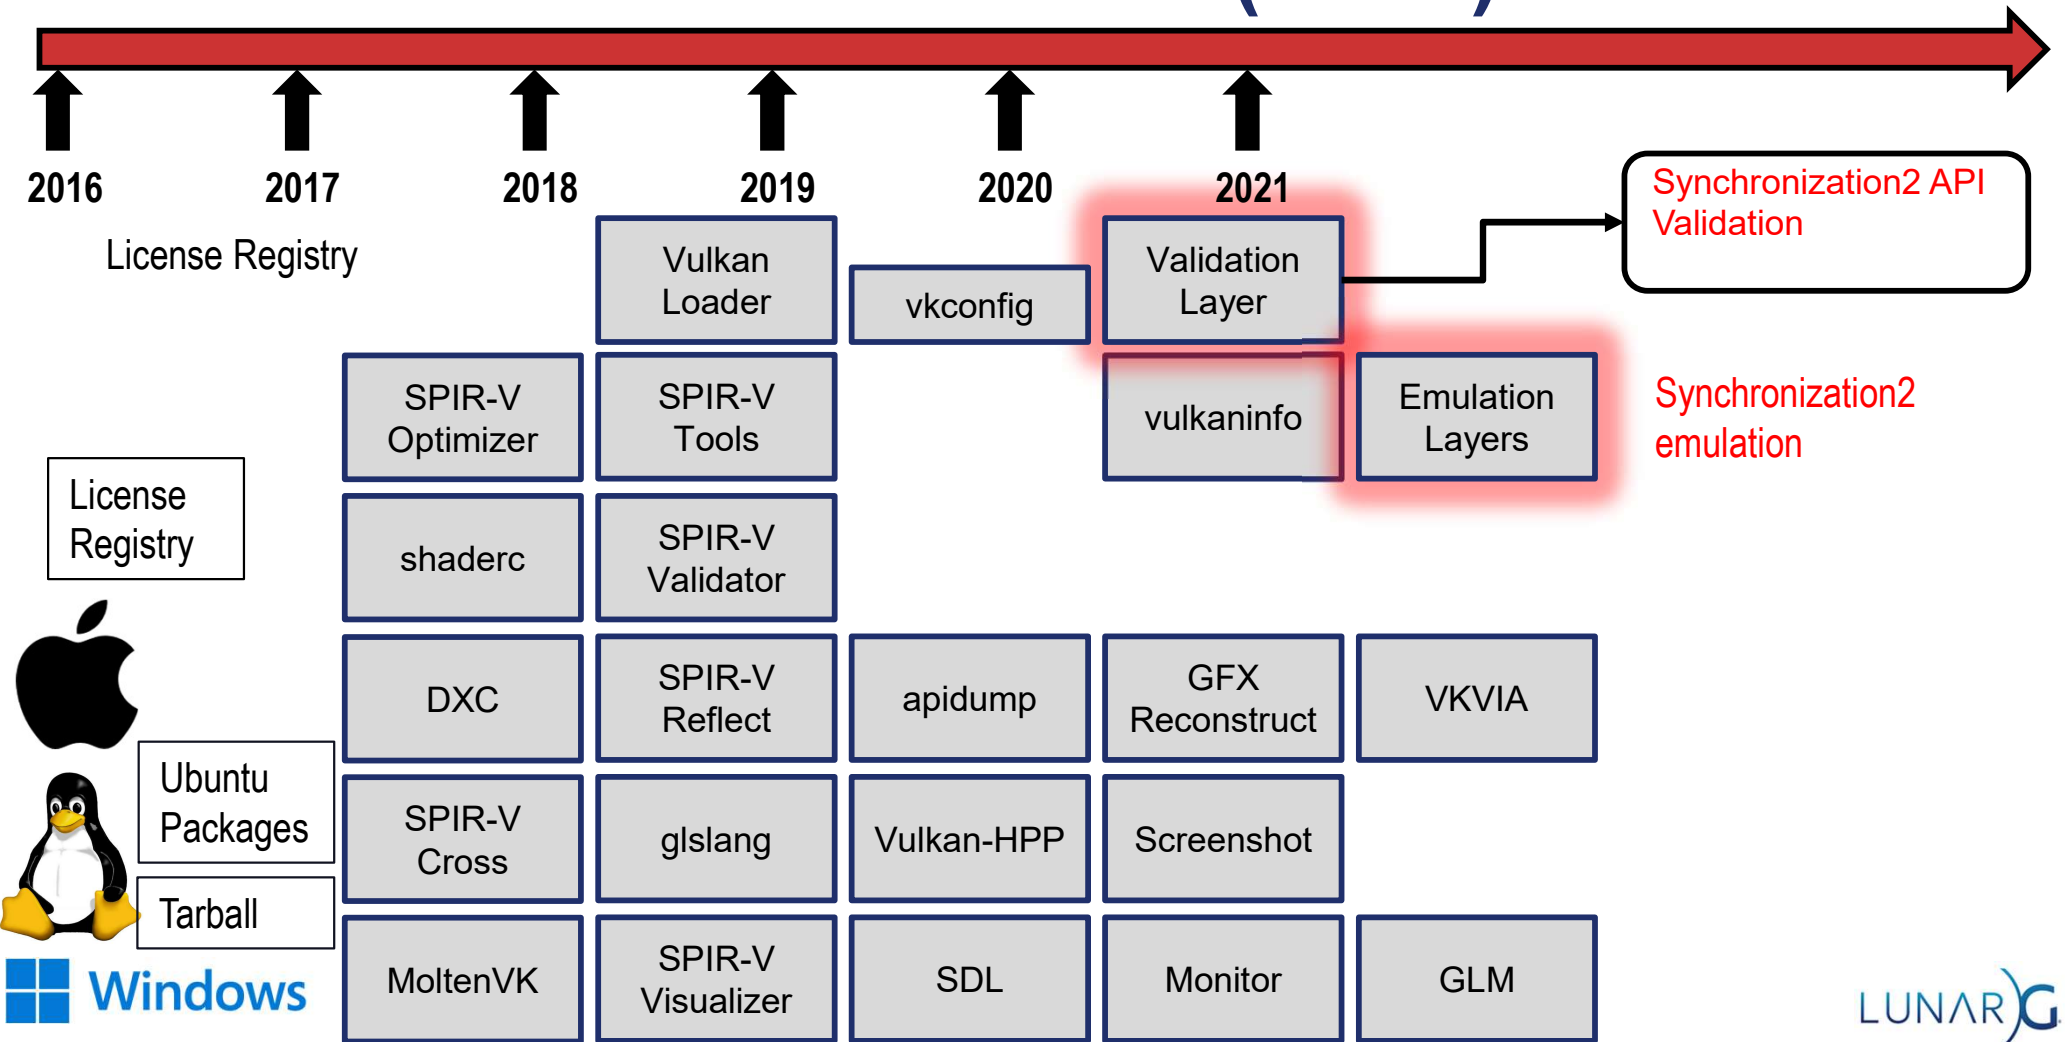 2016 2017 2018 2019 2020 2021
License Registry
Vulkan
Loader
vkconfig
Validation
Layer
Synchronization2 API
Validation
SPIR-V
Optimizer
SPIR-V
Tools
vulkaninfo
Emulation
Layers
Synchronization2
emulation
License
Registry
shaderc
SPIR-V
Validator
DXC
SPIR-V
Reflect
apidump
GFX
Reconstruct
VKVIA
Ubuntu
Packages
SPIR-V
Cross
glslang
Vulkan-HPP
Screenshot
Tarball
Windows
MoltenVK
SPIR-V
Visualizer
SDL
Monitor
GLM
LUNARG